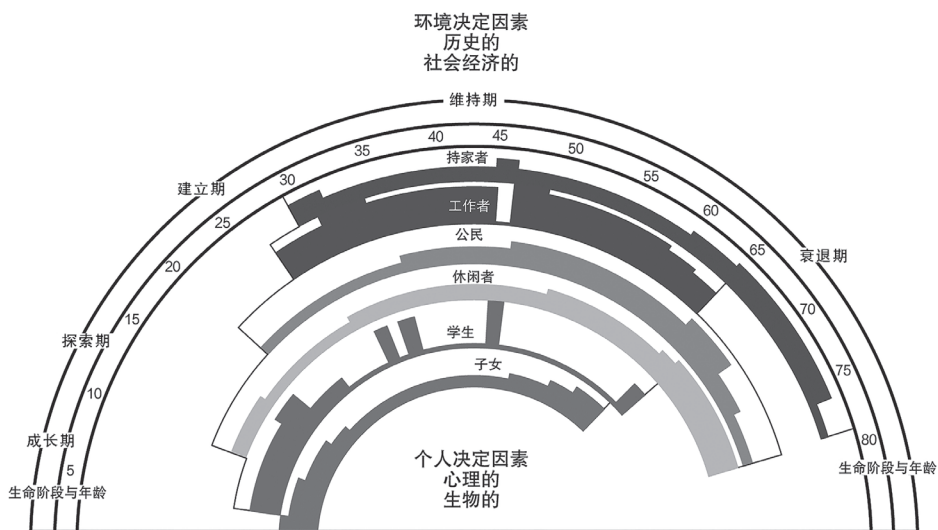 环境决定因素
历史的
社会经济的
维持期
建立期
衰退期
探索期
成长期
生命阶段与年龄
生命阶段与年龄
5
10
15
20
25
30
35
40
45
50
55
60
65
70
75
80
持家者
工作者
公民
休闲者
学生
子女
个人决定因素
心理的
生物的